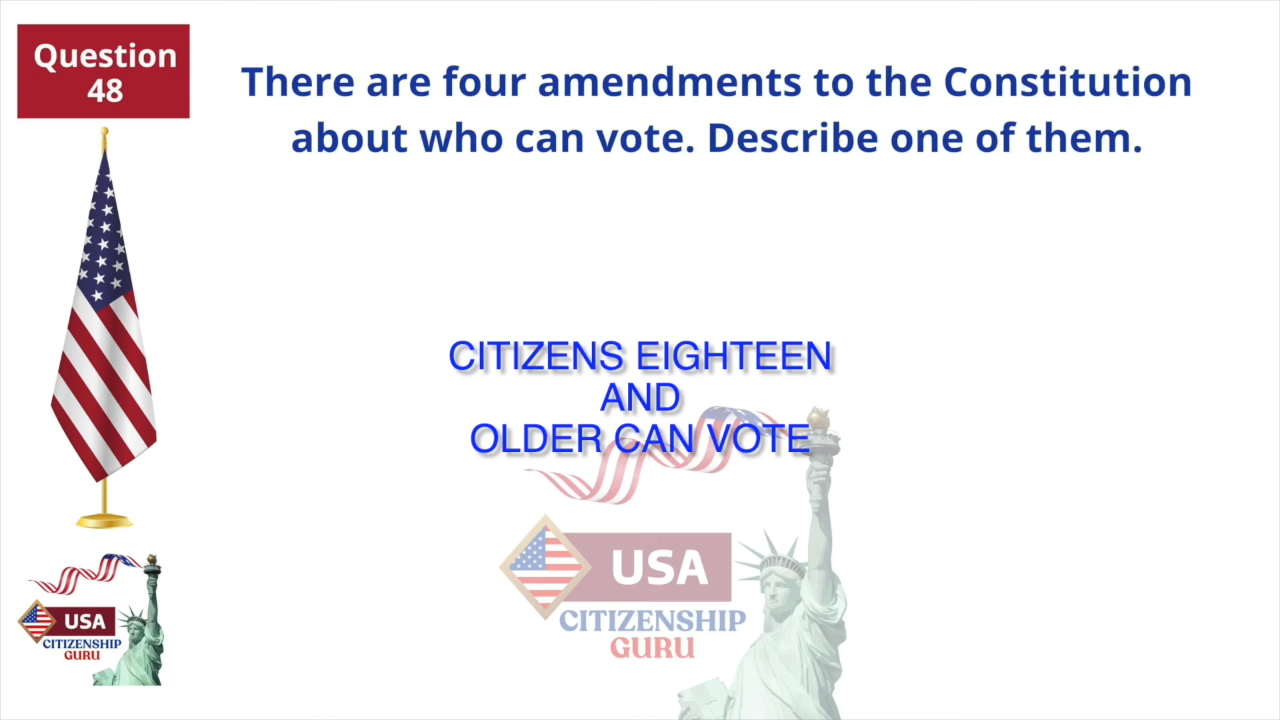 Question
48
There are four amendments to the Constitution
about who can vote. Describe one of them.
CITIZENS EIGHTEEN
AND
OLDER CAN VOTE
USA
CITIZENSHIP
GURU
USA
CITIZENSHIP
GURU